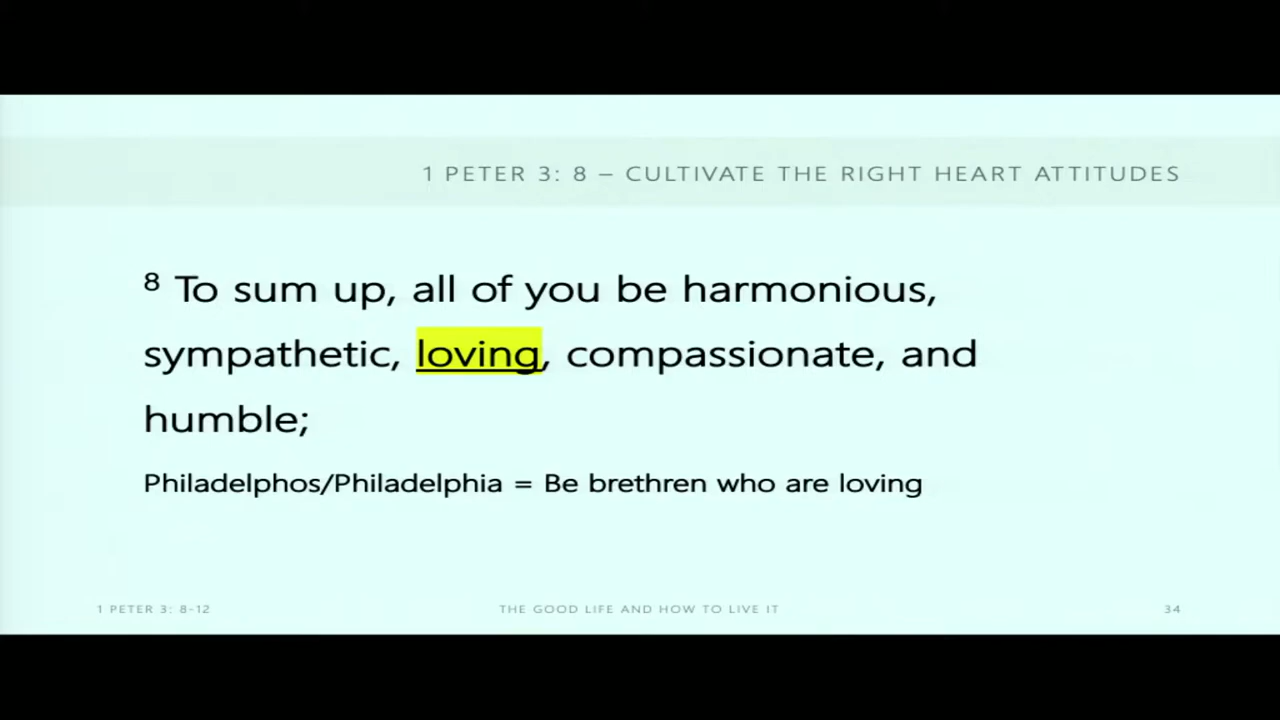 1 PETER 3: 8 – CULTIVATE THE RIGHT HEART ATTITUDES
8 To sum up, all of you be harmonious,
sympathetic, loving, compassionate, and
humble;
Philadelphos/Philadelphia = Be brethren who are loving
1 PETER 3: 8-12 THE GOOD LIFE AND HOW TO LIVE IT 34